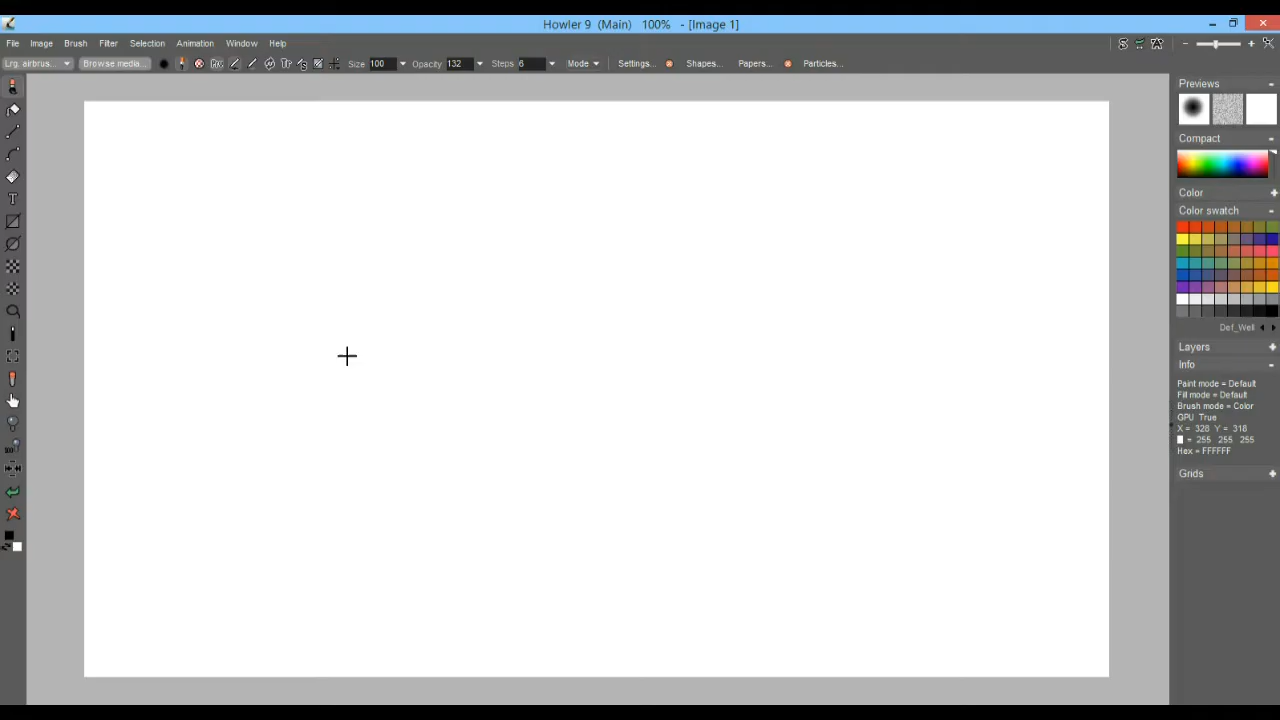 Howler 9 (Main) 100% - [Image 1]
File Image Brush Filter Selection Animation Window Help
Lrg. airbrus... Browse media... Size 100 Opacity 132 Steps 6 Mode Settings... Shapes... Papers... Particles...
Previews
Compact
Color
Color swatch
Def_Well
Layers
Info
Paint mode = Default
Fill mode = Default
Brush mode = Color
GPU True
X = 328 Y = 318
= 255 255 255
Hex = FFFFFF
Grids